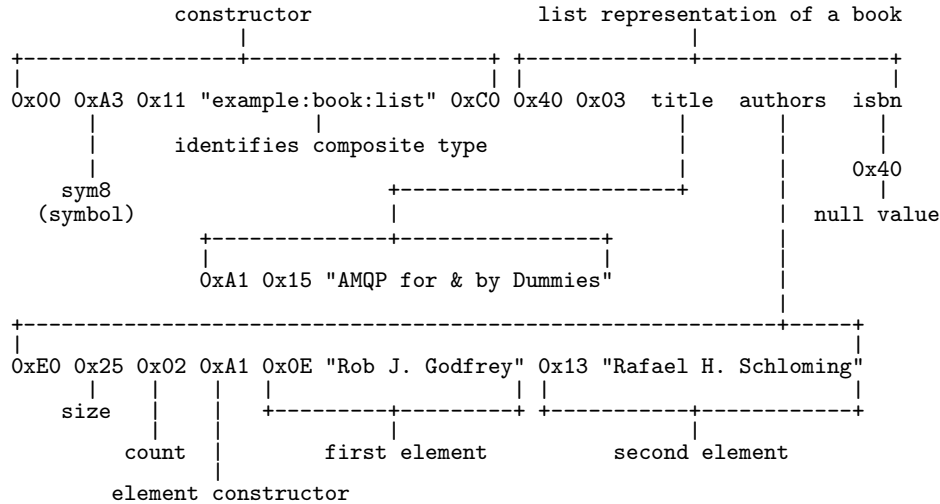 constructor list representation of a book
0x00 0xA3 0x11 "example:book:list" 0xC0 0x40 0x03 title authors isbn
identifies composite type
0x40
sym8
(symbol) null value
0xA1 0x15 "AMQP for & by Dummies"
0xE0 0x25 0x02 0xA1 0x0E "Rob J. Godfrey" 0x13 "Rafael H. Schloming"
size
count first element second element
element constructor